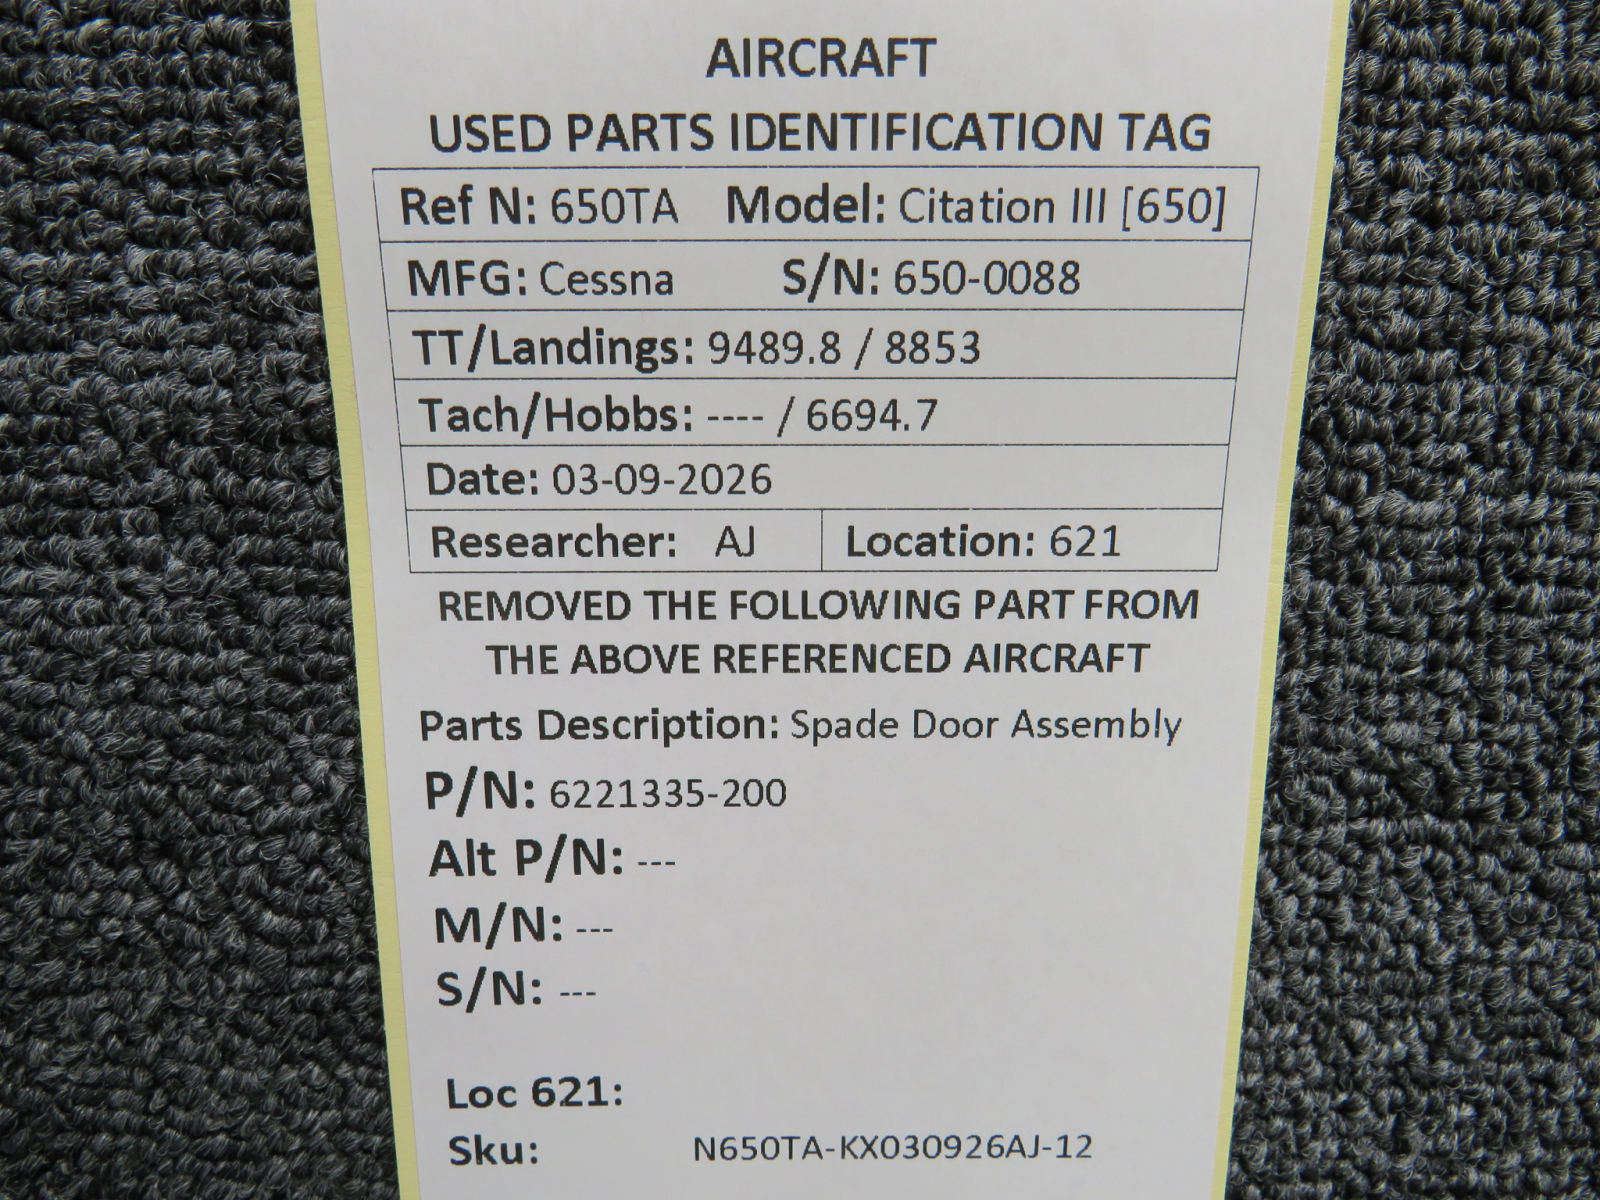 AIRCRAFT
USED PARTS IDENTIFICATION TAG
Ref N: 650TA Model: Citation III [650]
MFG: Cessna S/N: 650-0088
TT/Landings: 9489.8 / 8853
Tach/Hobbs: ---- / 6694.7
Date: 03-09-2026
Researcher: AJ Location: 621
REMOVED THE FOLLOWING PART FROM
THE ABOVE REFERENCED AIRCRAFT
Parts Description: Spade Door Assembly
P/N: 6221335-200
Alt P/N: ---
M/N: ---
S/N: ---
Loc 621:
Sku: N650TA-KX030926AJ-12